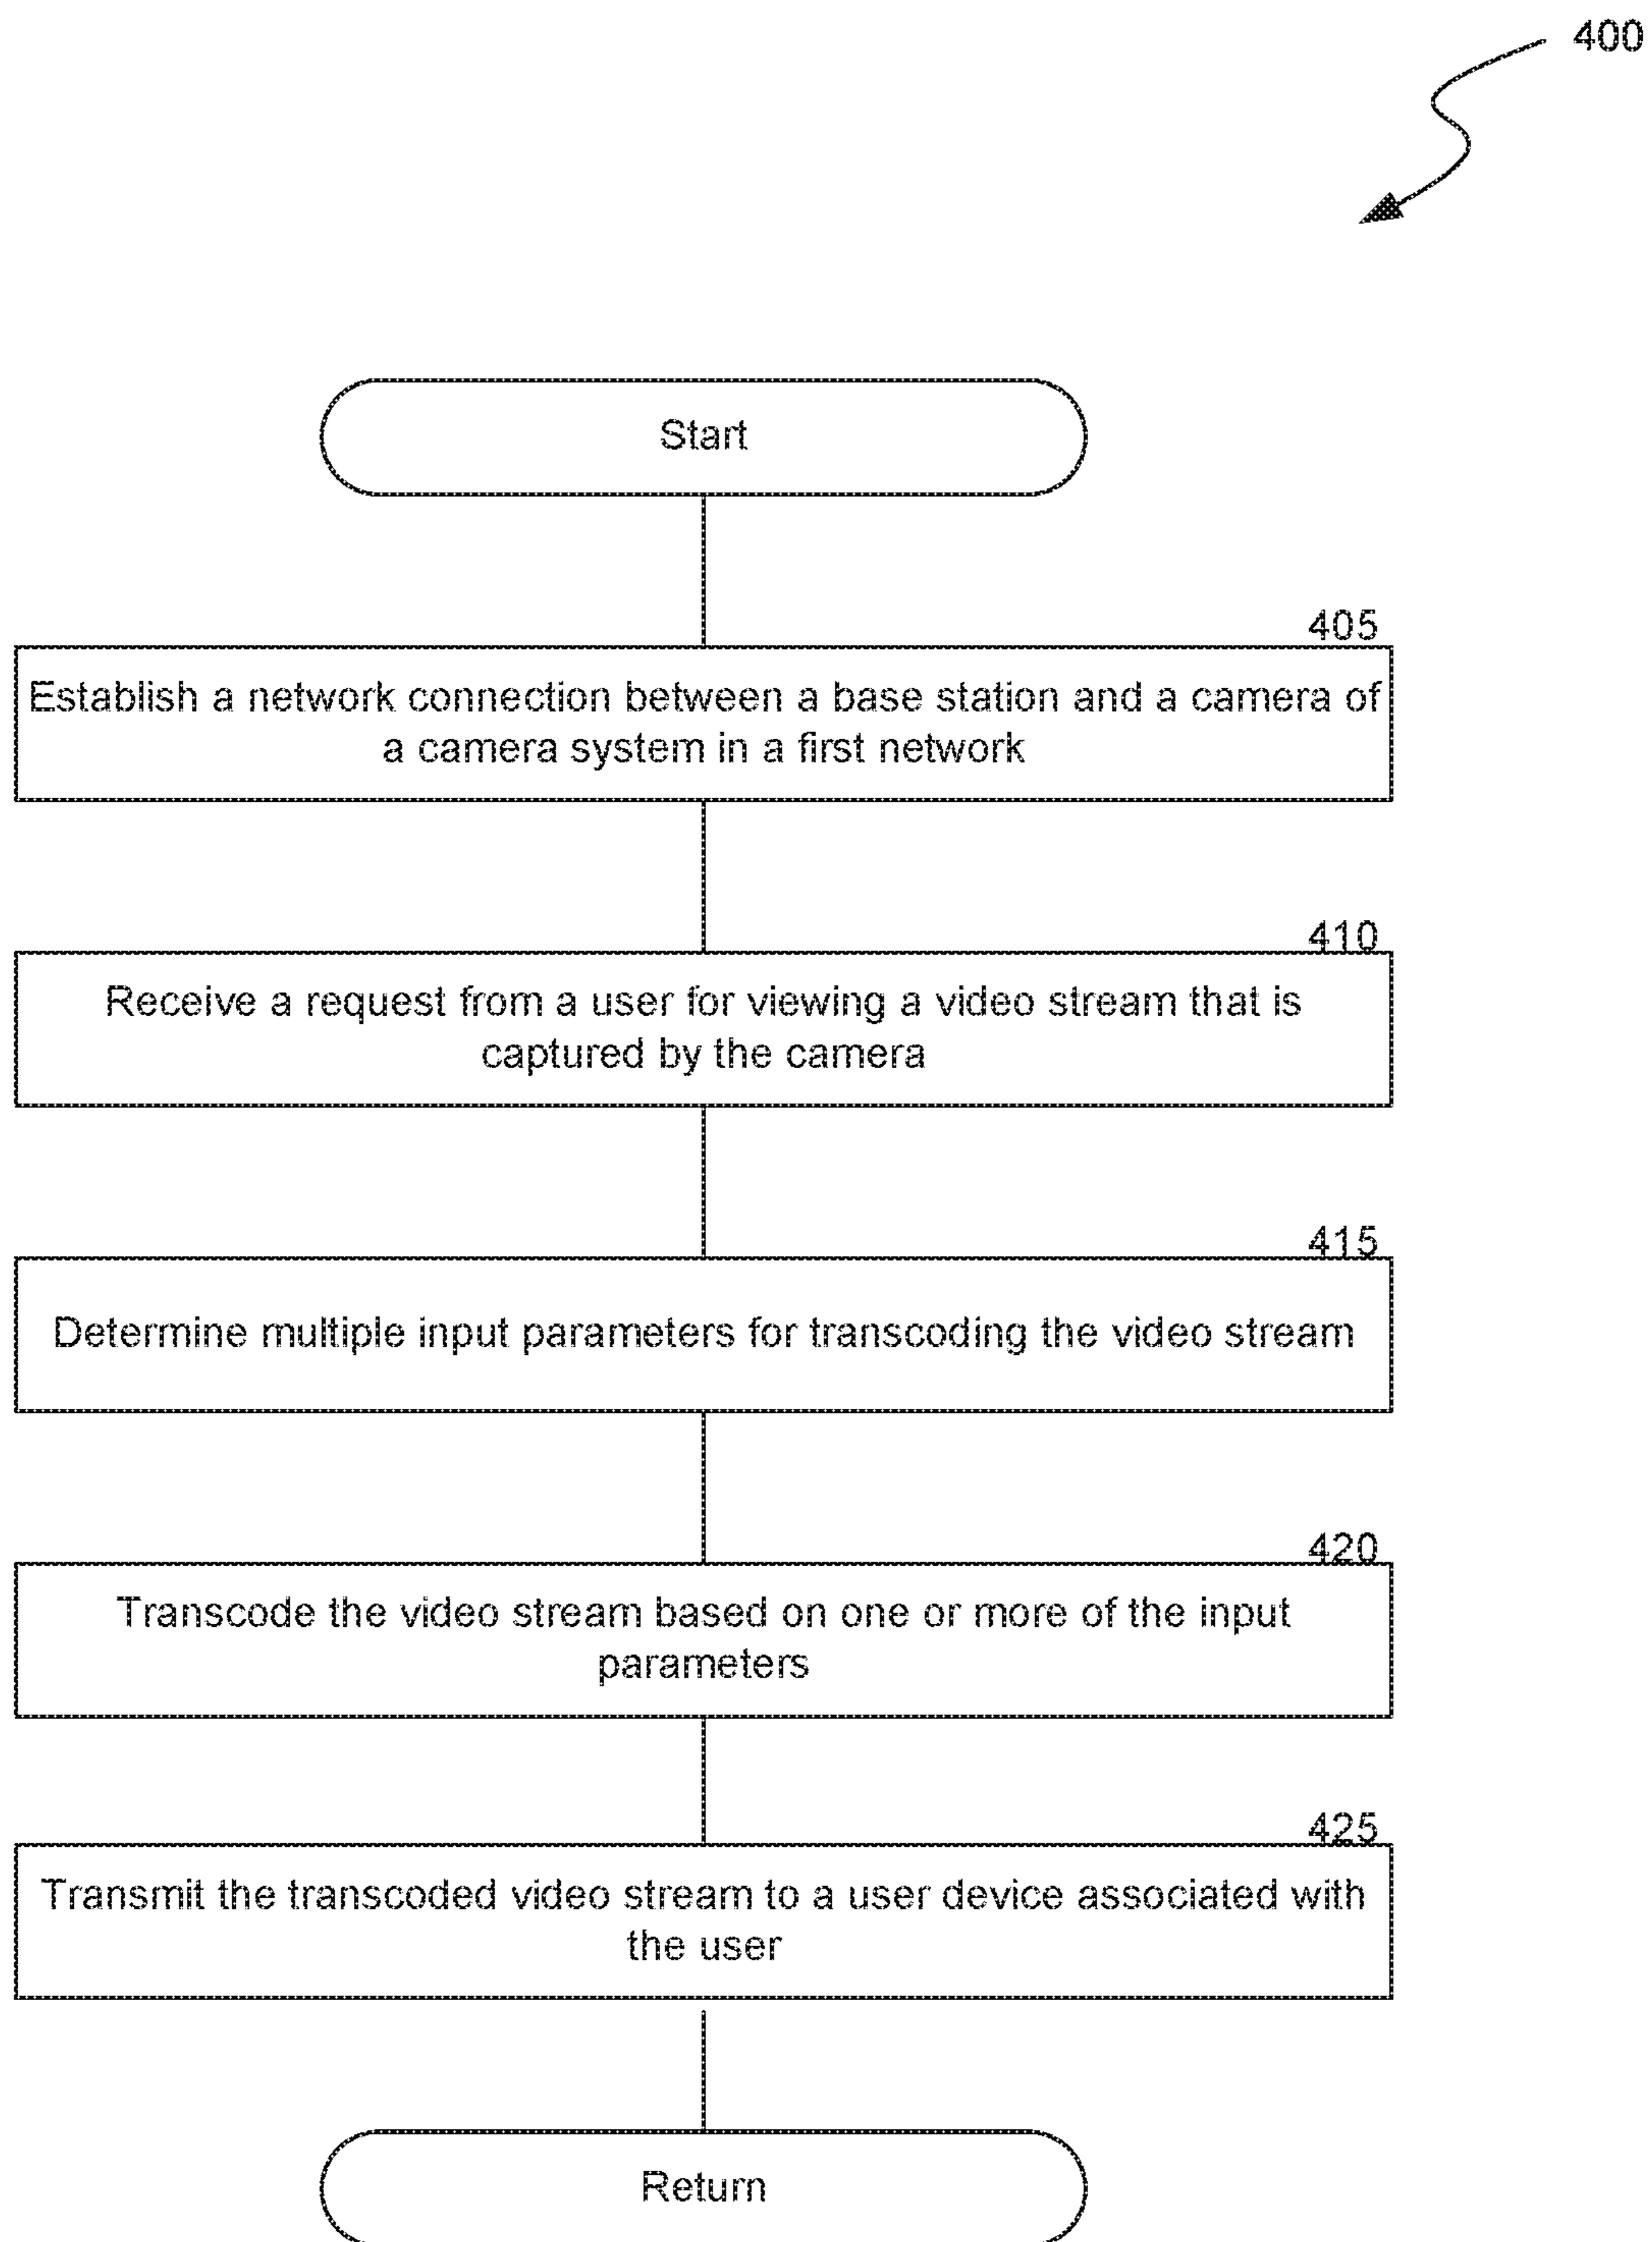 400
Start
405
Establish a network connection between a base station and a camera of
a camera system in a first network
410
Receive a request from a user for viewing a video stream that is
captured by the camera
415
Determine multiple input parameters for transcoding the video stream
420
Transcode the video stream based on one or more of the input
parameters
425
Transmit the transcoded video stream to a user device associated with
the user
Return